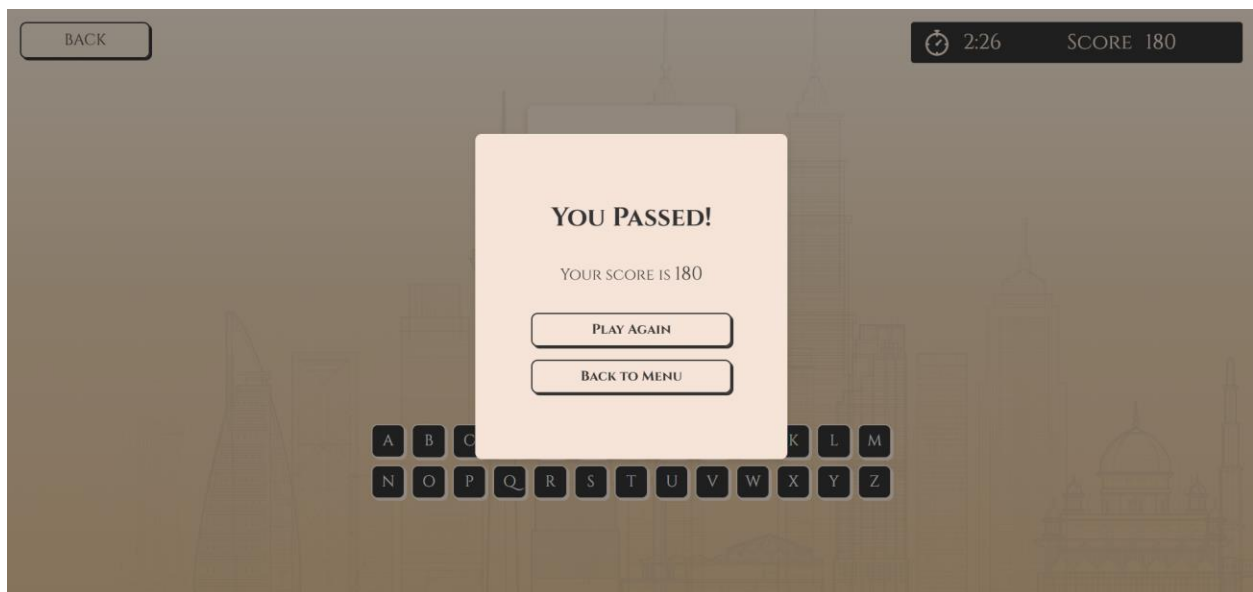 BACK
2:26 SCORE 180
YOU PASSED!
YOUR SCORE IS 180
PLAY AGAIN
BACK TO MENU
A B C K L M
N O P Q R S T U V W X Y Z